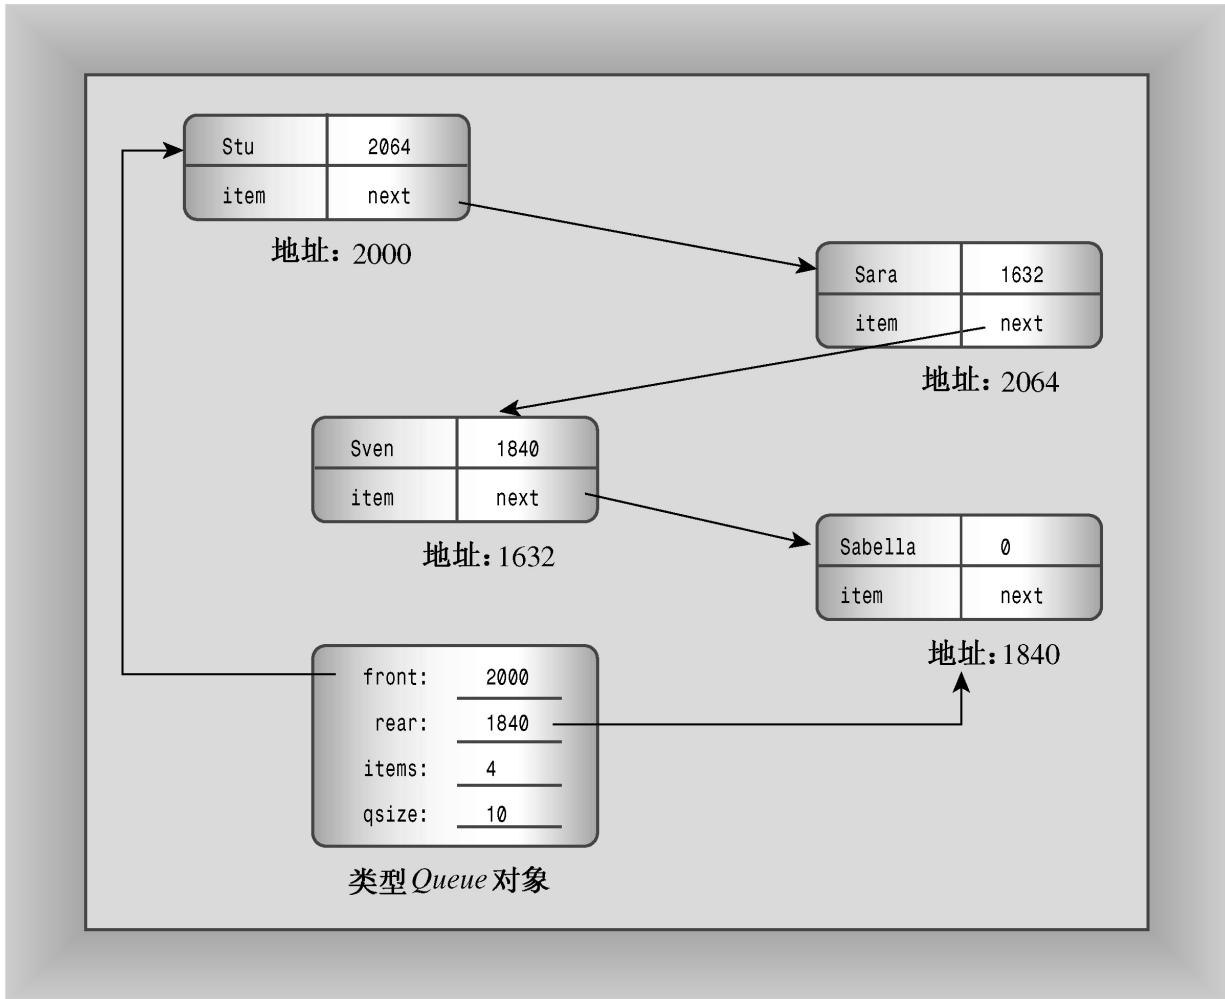 Stu 2064
item next
地址：2000
Sara 1632
item next
地址：2064
Sven 1840
item next
地址：1632
Sabella 0
item next
地址：1840
front: 2000
rear: 1840
items: 4
qsize: 10
类型Queue对象